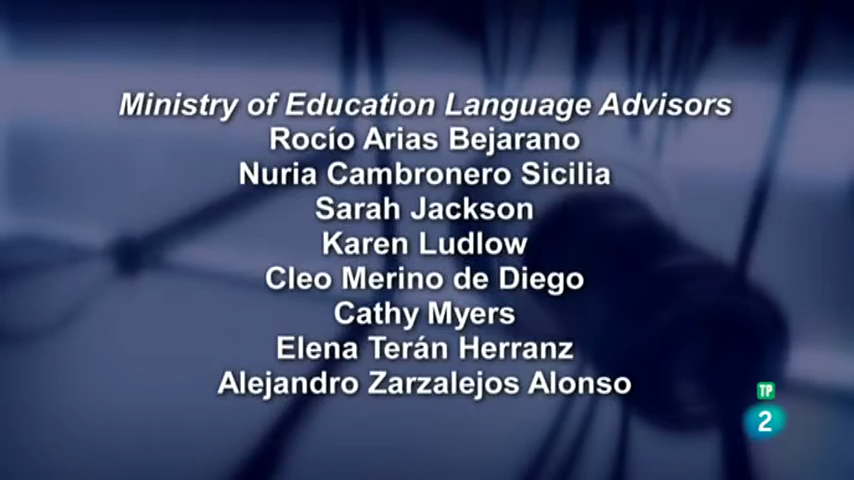 Ministry of Education Language Advisors
Rocío Arias Bejarano
Nuria Cambronero Sicilia
Sarah Jackson
Karen Ludlow
Cleo Merino de Diego
Cathy Myers
Elena Terán Herranz
Alejandro Zarzalejos Alonso
TP
2